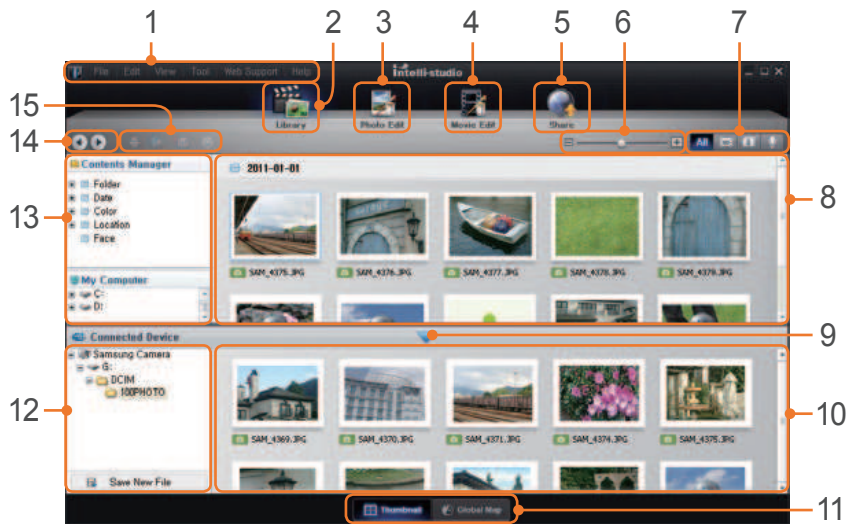 1 2 3 4 5 6 7
File Edit View Tool Web Support Help
intelli-studio
Library Photo Edit Movie Edit Share
15
14
All
Contents Manager
2011-01-01
Folder
Date
Color
Location
Face
13
8
SAM_4375.JPG SAM_4376.JPG SAM_4377.JPG SAM_4378.JPG SAM_4379.JPG
My Computer
C:
D:
Connected Device
9
Samsung Camera
G:
DCIM
100PHOTO
12
10
SAM_4369.JPG SAM_4370.JPG SAM_4371.JPG SAM_4374.JPG SAM_4375.JPG
Save New File
Thumbnail Global Map
11